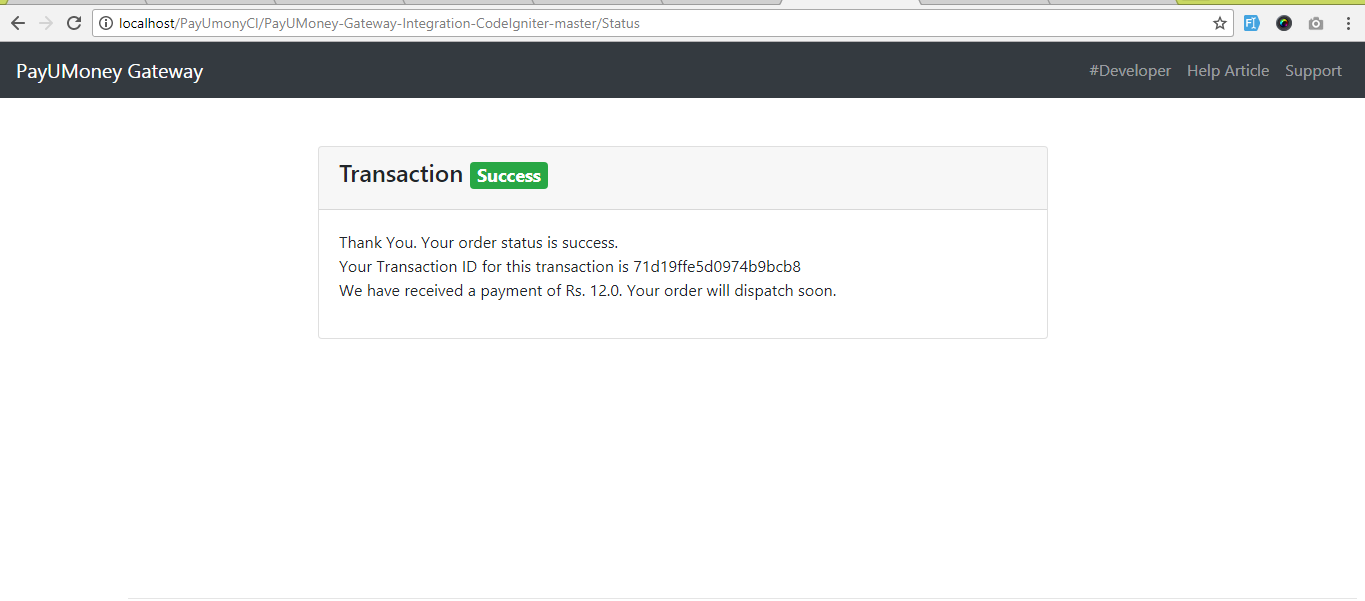 localhost/PayUmonyCI/PayUMoney-Gateway-Integration-CodeIgniter-master/Status
PayUMoney Gateway
#Developer Help Article Support
Transaction Success
Thank You. Your order status is success.
Your Transaction ID for this transaction is 71d19ffe5d0974b9bcb8
We have received a payment of Rs. 12.0. Your order will dispatch soon.